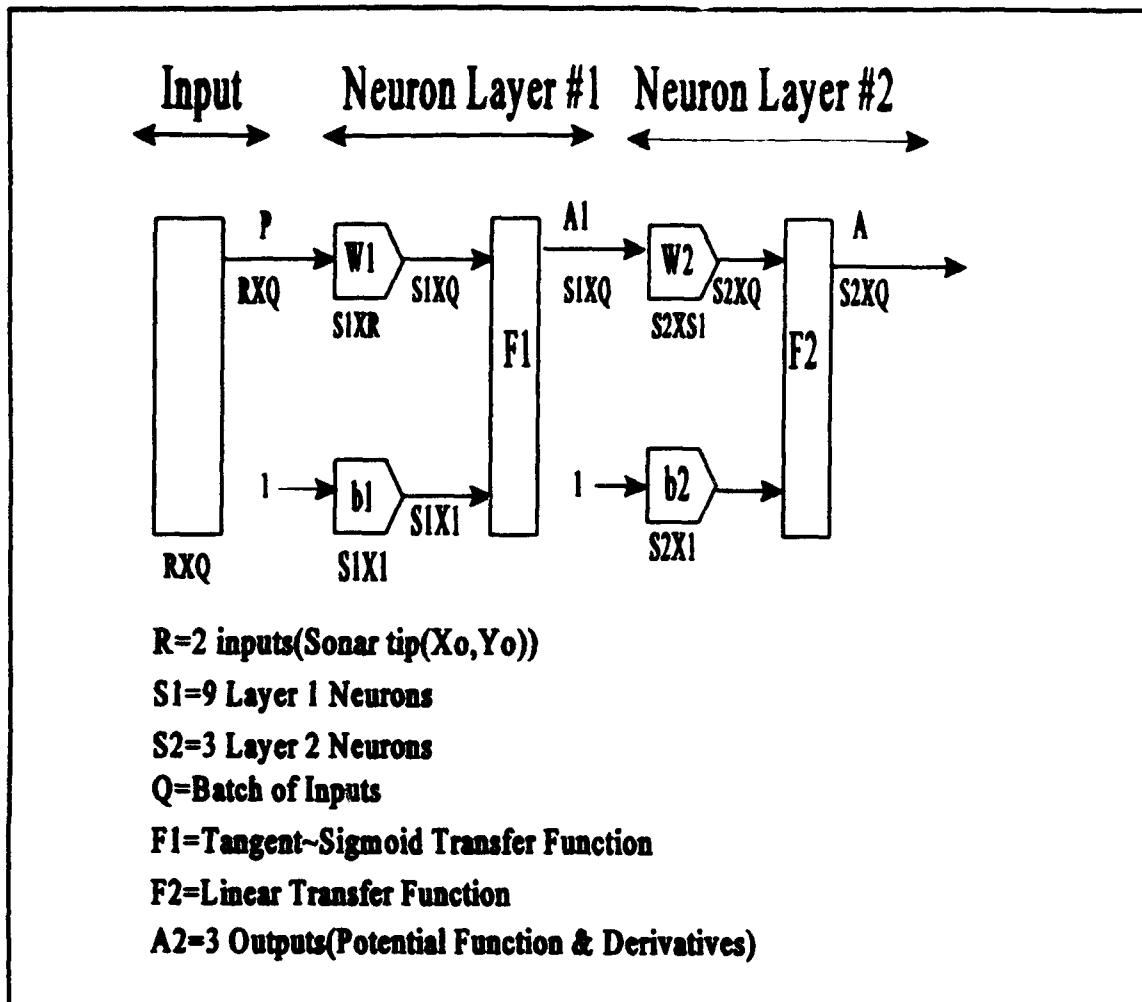 Input Neuron Layer #1 Neuron Layer #2
P A1 A
W1 W2
RXQ S1XQ S1XQ S2XQ S2XQ
S1XR S2XS1
F1 F2
1 b1 1 b2
S1X1
RXQ S1X1 S2X1
R=2 inputs(Sonar tip(Xo,Yo))
S1=9 Layer 1 Neurons
S2=3 Layer 2 Neurons
Q=Batch of Inputs
F1=Tangent~Sigmoid Transfer Function
F2=Linear Transfer Function
A2=3 Outputs(Potential Function & Derivatives)